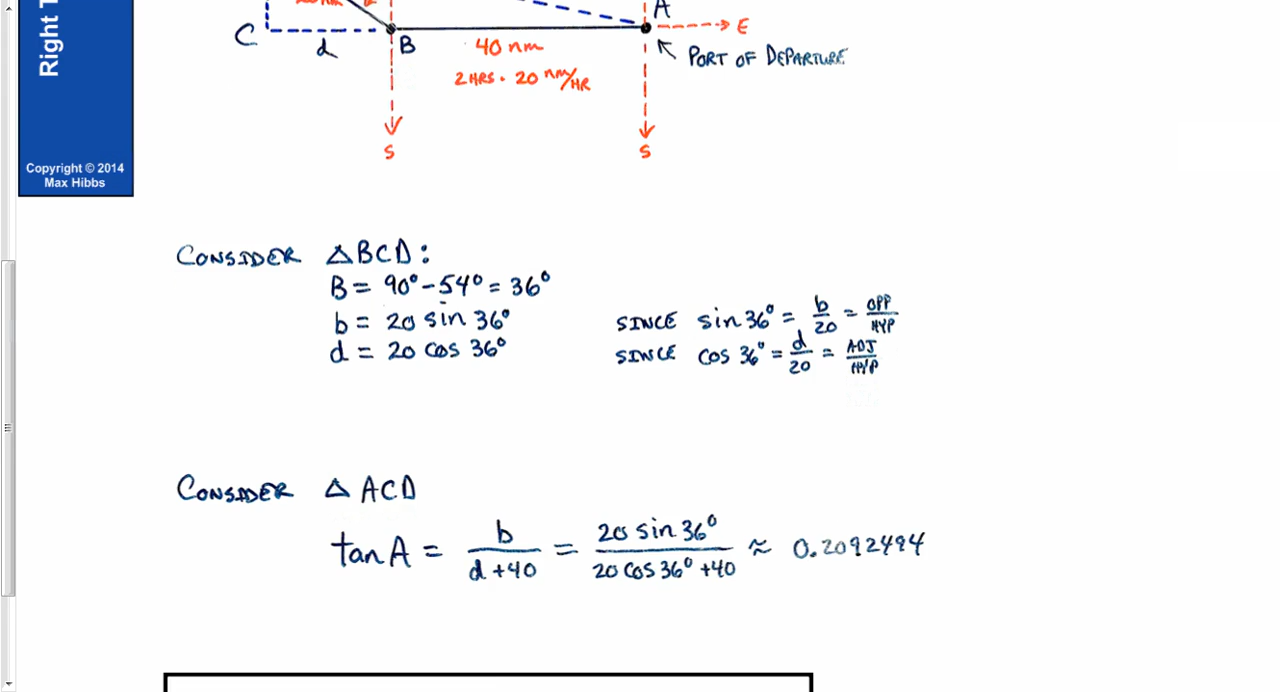 Right T
A
E
C
d
B
40 nm
PORT OF DEPARTURE
2 HRS · 20 nm/HR
S
S
Copyright © 2014
Max Hibbs
CONSIDER △BCD:
B = 90° - 54° = 36°
b = 20 sin 36° SINCE sin 36° = b/20 = OPP/HYP
d = 20 cos 36° SINCE cos 36° = d/20 = ADJ/HYP
CONSIDER △ ACD
tan A = b/(d+40) = 20 sin 36°/(20 cos 36° + 40) ≈ 0.2092494